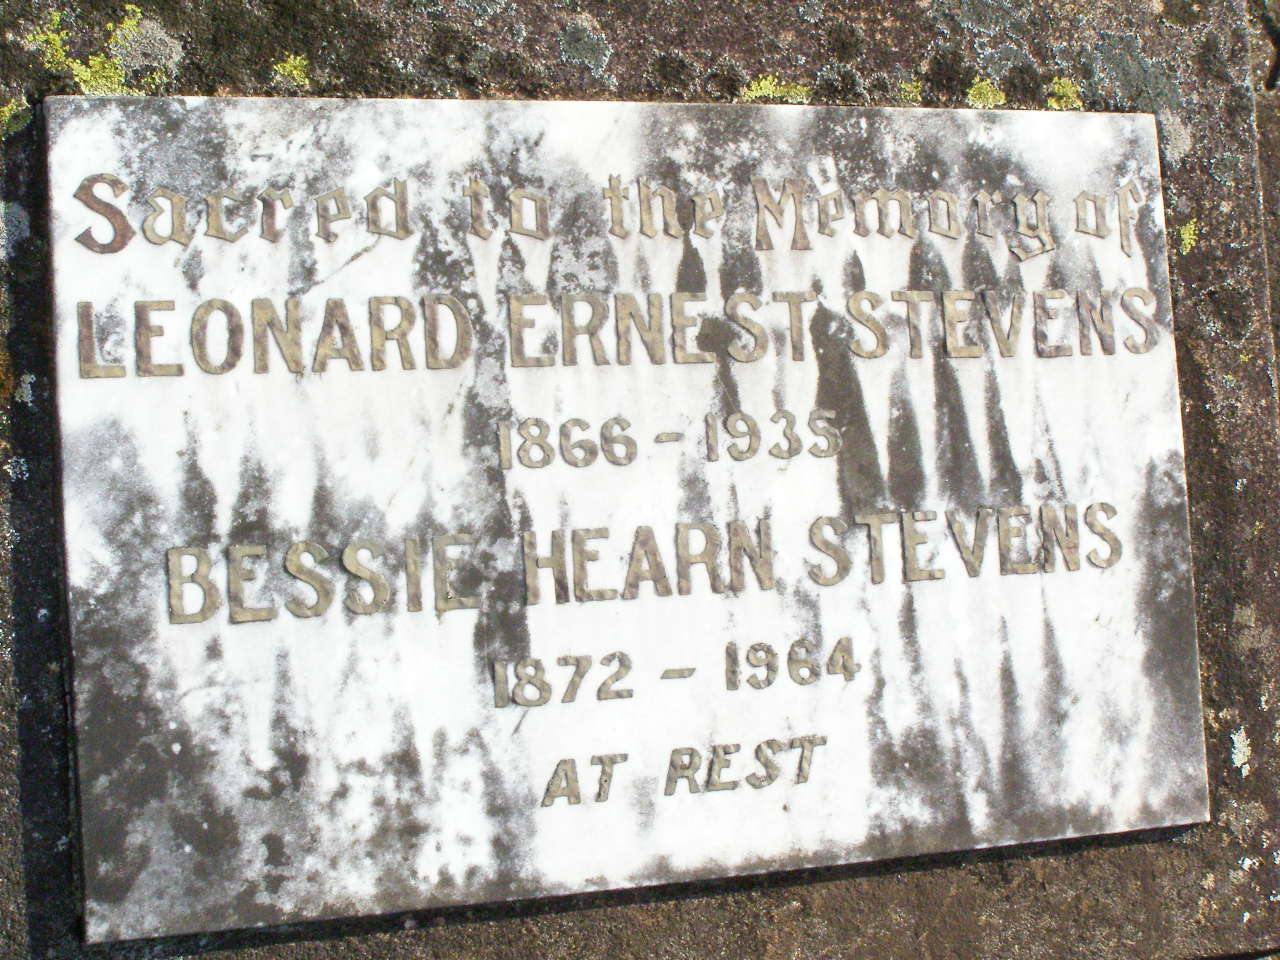 Sacred to the Memory of
LEONARD ERNEST STEVENS
1866 - 1935
BESSIE HEARN STEVENS
1872 - 1964
AT REST